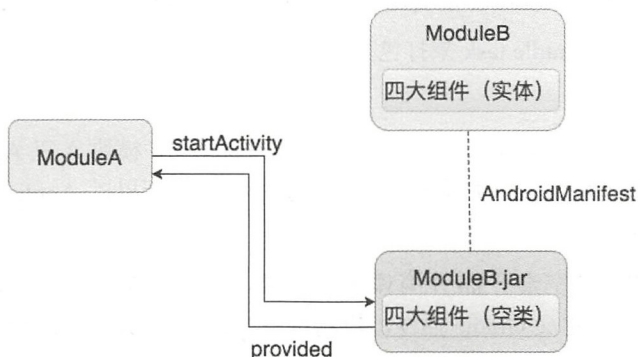 ModuleB
四大组件（实体）
startActivity
ModuleA
AndroidManifest
ModuleB.jar
四大组件（空类）
provided